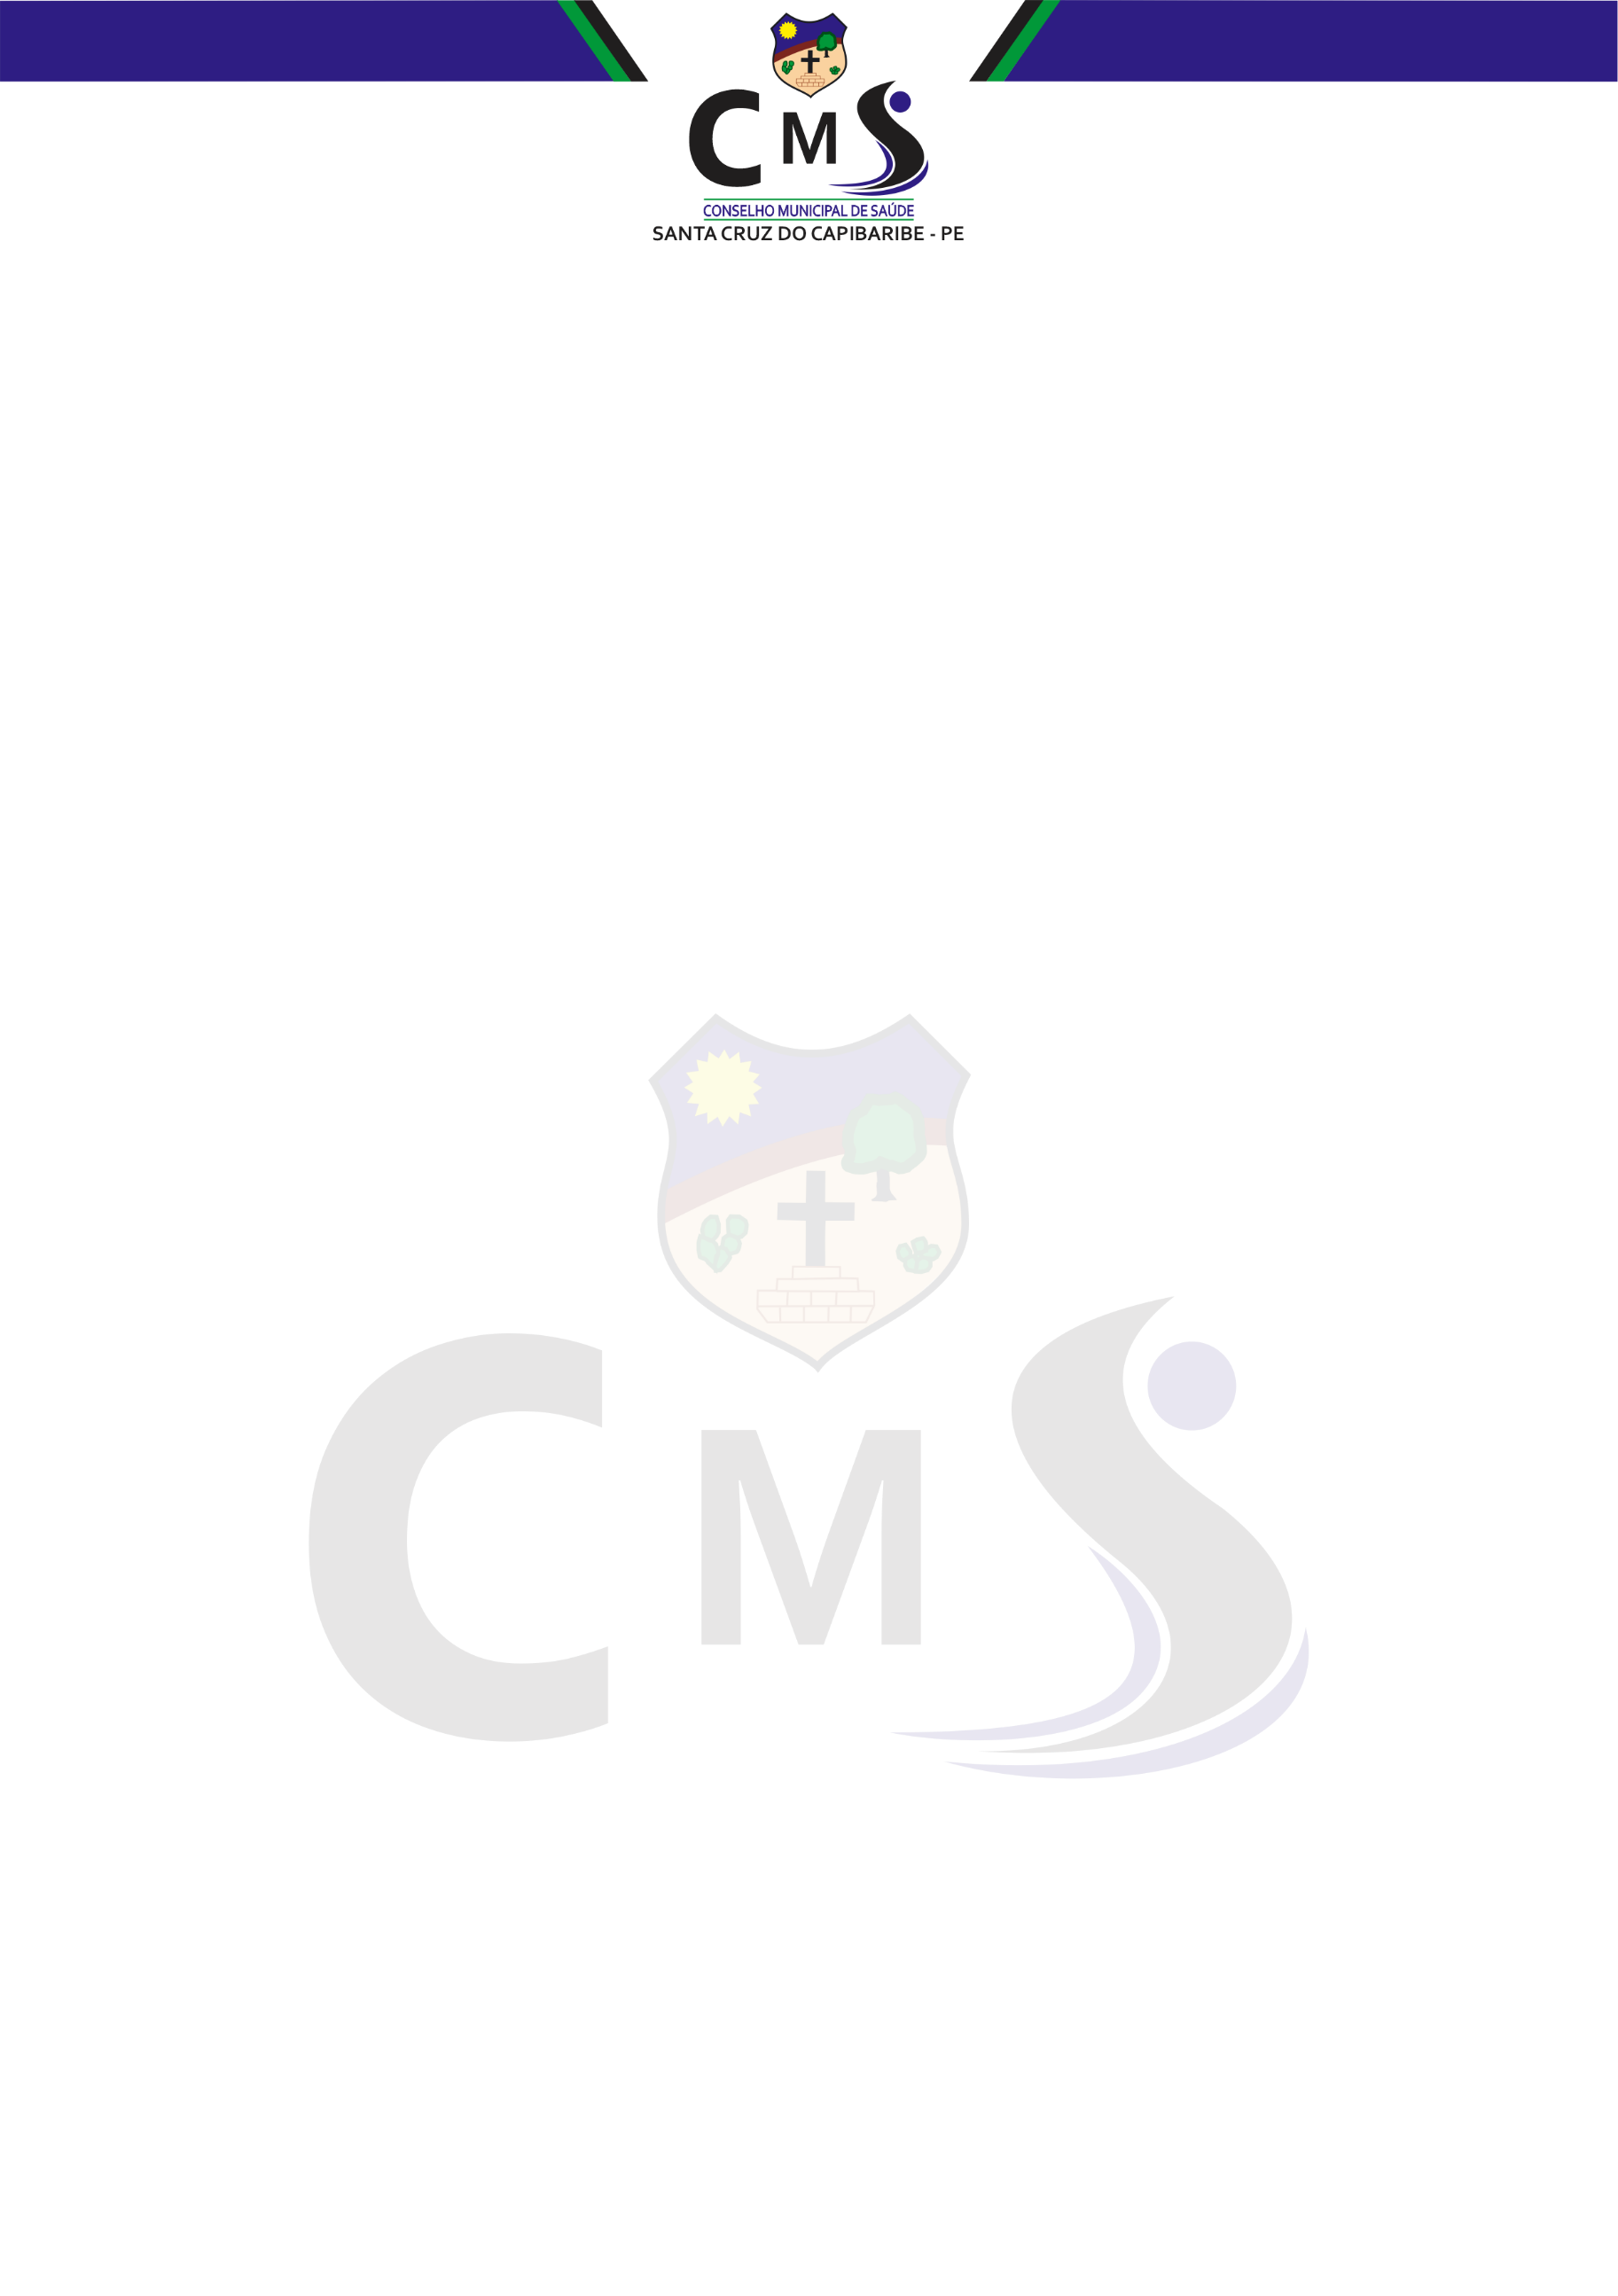 CMS
CONSELHO MUNICIPAL DE SAÚDE
SANTA CRUZ DO CAPIBARIBE - PE
CMS